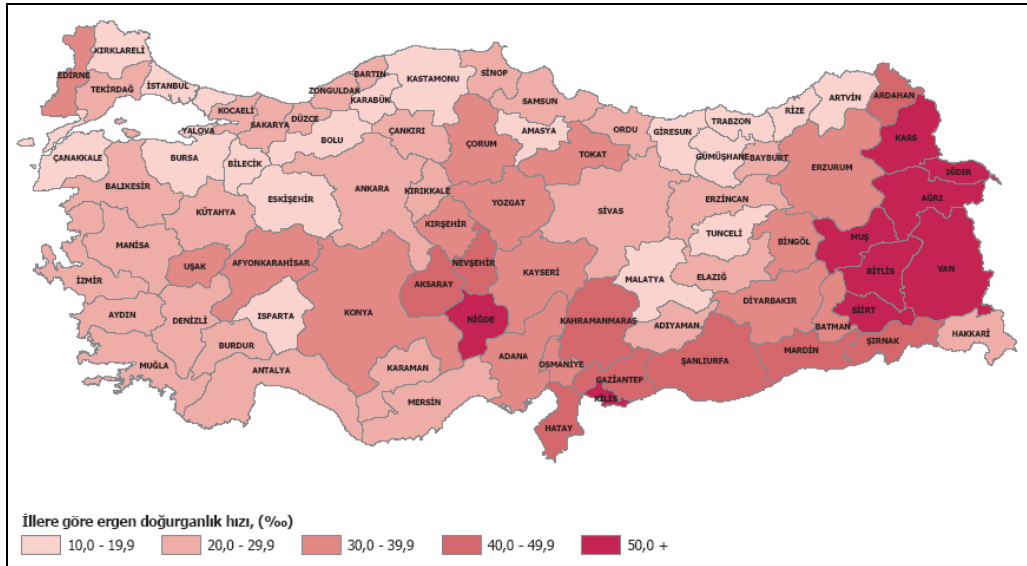 KIRKLARELİ
EDİRNE
TEKİRDAĞ
İSTANBUL
KOCAELİ
YALOVA
SAKARYA
DÜZCE
ZONGULDAK
BARTIN
KARABÜK
KASTAMONU
SİNOP
SAMSUN
BOLU
ÇANKIRI
ÇORUM
AMASYA
TOKAT
ORDU
GİRESUN
TRABZON
RİZE
ARTVİN
ARDAHAN
KARS
GÜMÜŞHANE
BAYBURT
ERZURUM
IĞDIR
AĞRI
ÇANAKKALE
BURSA
BİLECİK
BALIKESİR
ESKİŞEHİR
ANKARA
KIRIKKALE
YOZGAT
SİVAS
ERZİNCAN
TUNCELİ
BİNGÖL
MUŞ
BİTLİS
VAN
KÜTAHYA
MANİSA
UŞAK
AFYONKARAHİSAR
KIRŞEHİR
NEVŞEHİR
KAYSERİ
MALATYA
ELAZIĞ
DİYARBAKIR
BATMAN
SİİRT
ŞIRNAK
HAKKARİ
İZMİR
AYDIN
DENİZLİ
ISPARTA
BURDUR
KONYA
AKSARAY
NİĞDE
KAHRAMANMARAŞ
ADIYAMAN
ŞANLIURFA
MARDİN
MUĞLA
ANTALYA
KARAMAN
MERSİN
ADANA
OSMANİYE
GAZİANTEP
KİLİS
HATAY
İllere göre ergen doğurganlık hızı, (‰)
10,0 - 19,9 20,0 - 29,9 30,0 - 39,9 40,0 - 49,9 50,0 +